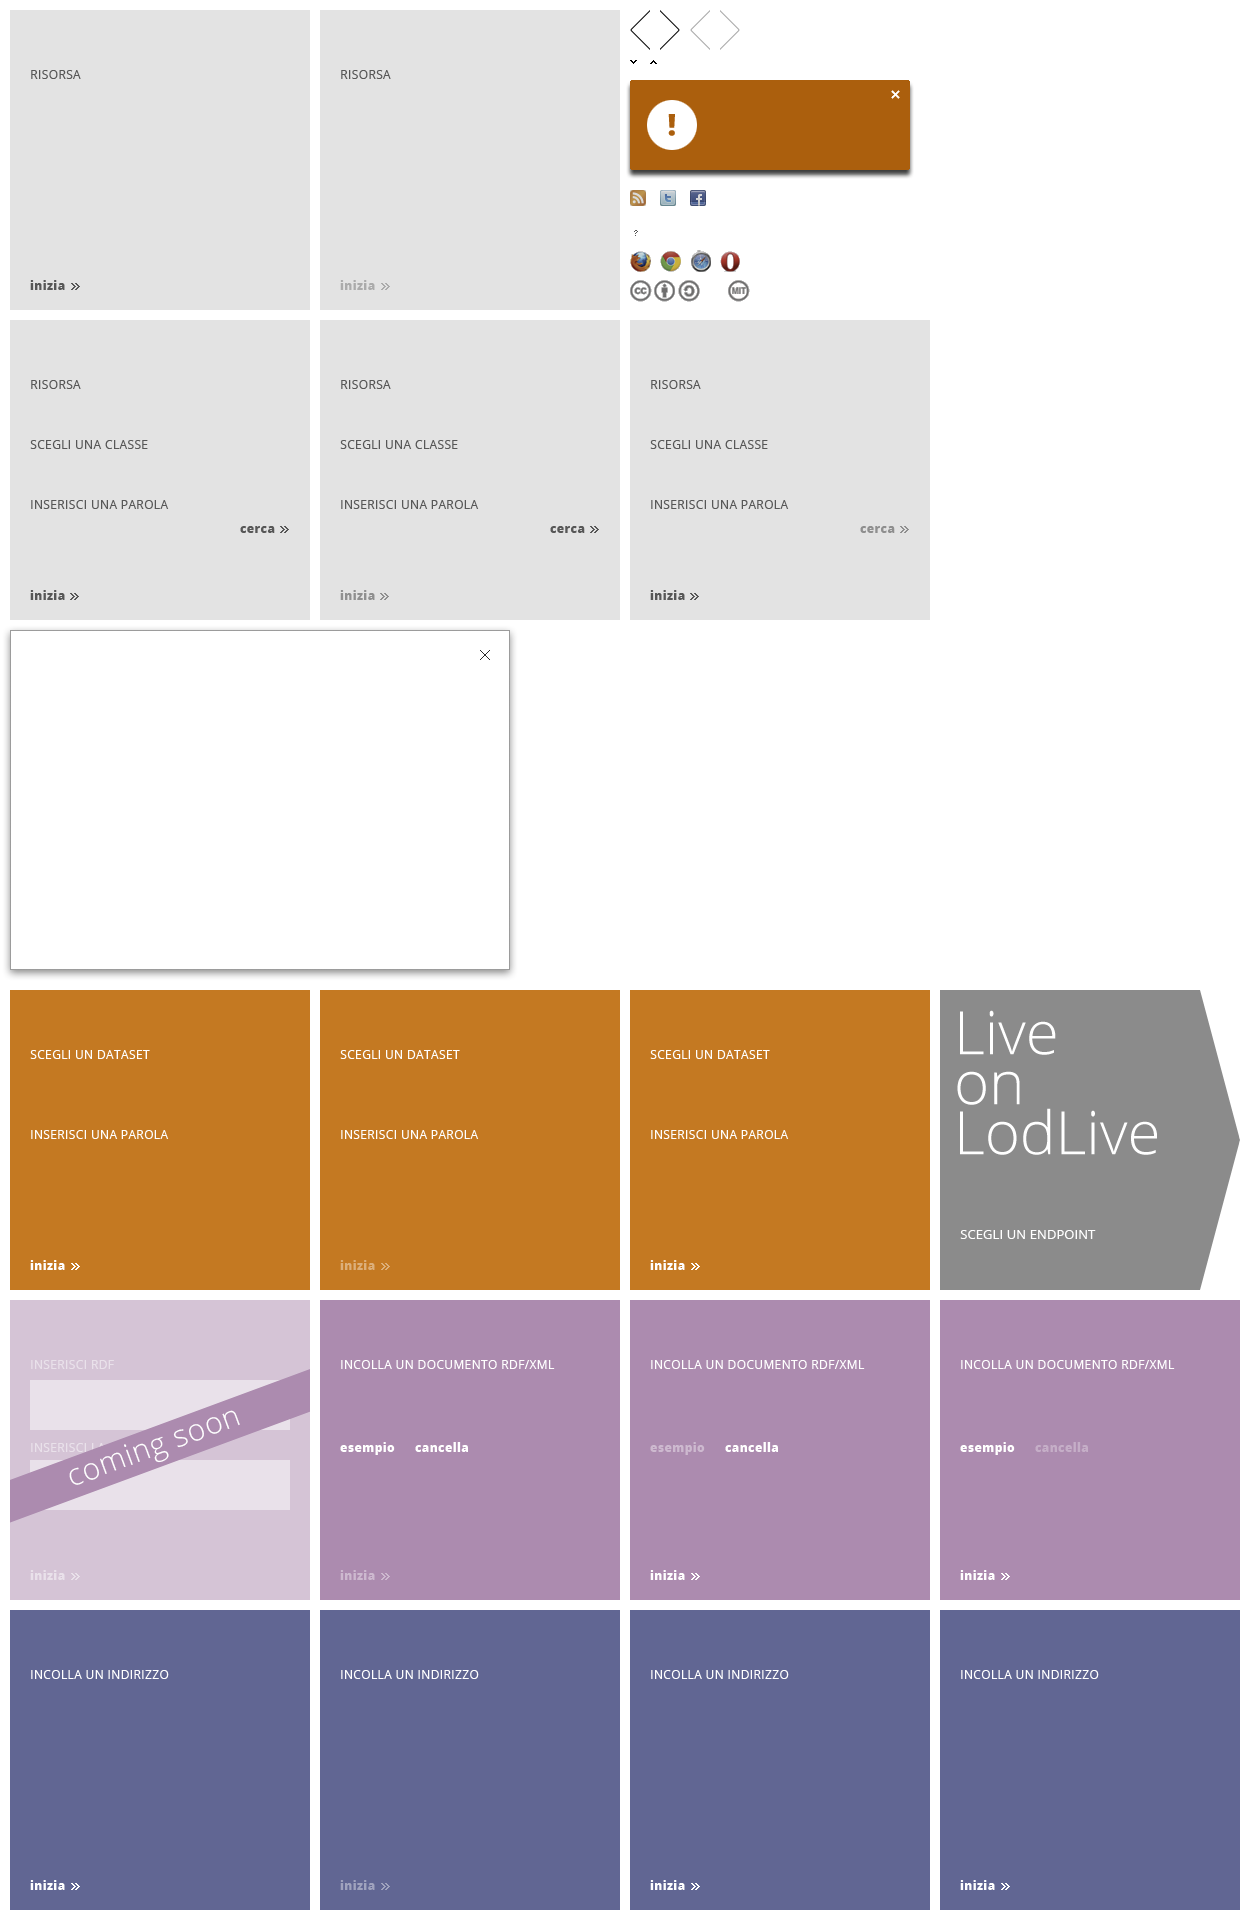 RISORSA
inizia »
RISORSA
inizia »
×
!
t
f
?
CC
MIT
RISORSA
SCEGLI UNA CLASSE
INSERISCI UNA PAROLA
cerca »
inizia »
RISORSA
SCEGLI UNA CLASSE
INSERISCI UNA PAROLA
cerca »
inizia »
RISORSA
SCEGLI UNA CLASSE
INSERISCI UNA PAROLA
cerca »
inizia »
SCEGLI UN DATASET
INSERISCI UNA PAROLA
inizia »
SCEGLI UN DATASET
INSERISCI UNA PAROLA
inizia »
SCEGLI UN DATASET
INSERISCI UNA PAROLA
inizia »
Live
on
LodLive
SCEGLI UN ENDPOINT
INSERISCI RDF
INSERISCI
coming soon
inizia »
INCOLLA UN DOCUMENTO RDF/XML
esempio cancella
inizia »
INCOLLA UN DOCUMENTO RDF/XML
esempio cancella
inizia »
INCOLLA UN DOCUMENTO RDF/XML
esempio cancella
inizia »
INCOLLA UN INDIRIZZO
inizia »
INCOLLA UN INDIRIZZO
inizia »
INCOLLA UN INDIRIZZO
inizia »
INCOLLA UN INDIRIZZO
inizia »